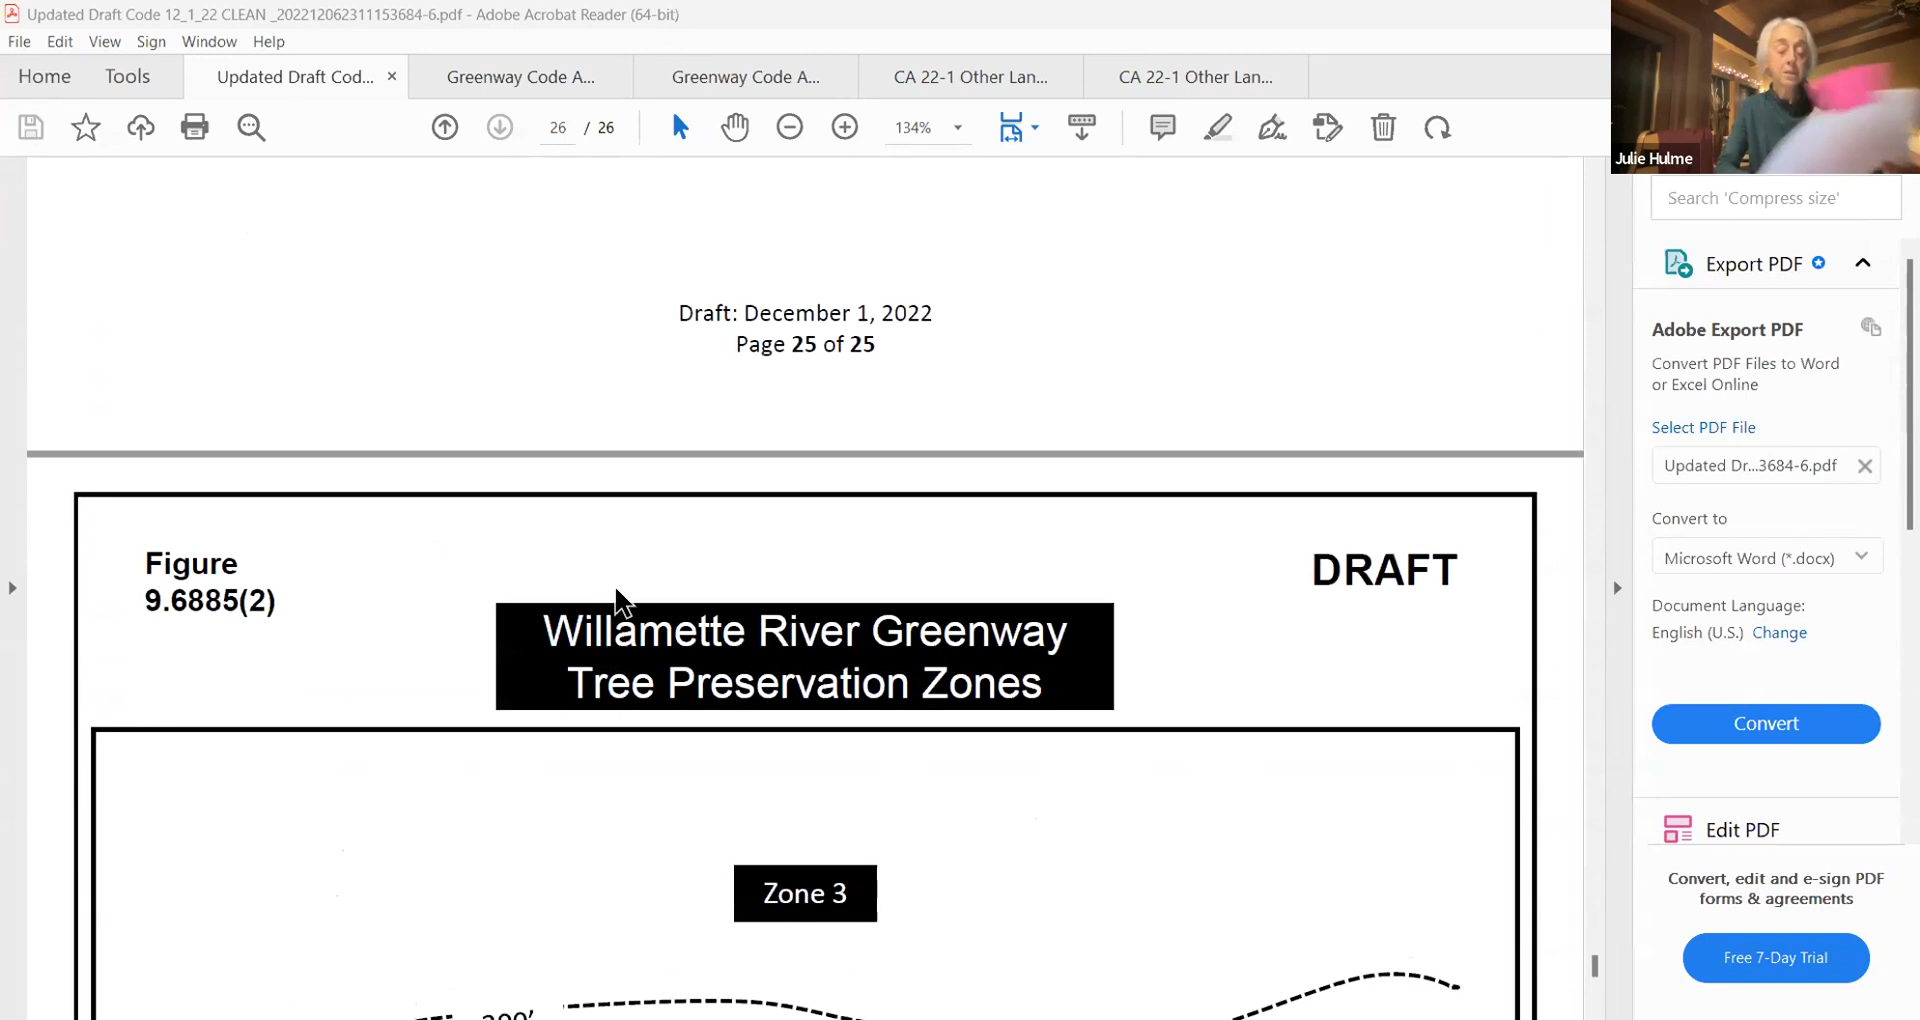 Updated Draft Code 12_1_22 CLEAN _202212062311153684-6.pdf - Adobe Acrobat Reader (64-bit)
File Edit View Sign Window Help
Home Tools Updated Draft Cod... × Greenway Code A... Greenway Code A... CA 22-1 Other Lan... CA 22-1 Other Lan...
26 / 26 134%
Julie Hulme
Search 'Compress size'
Export PDF
Adobe Export PDF
Convert PDF Files to Word
or Excel Online
Select PDF File
Updated Dr...3684-6.pdf
Convert to
Microsoft Word (*.docx)
Document Language:
English (U.S.) Change
Convert
Edit PDF
Convert, edit and e-sign PDF
forms & agreements
Free 7-Day Trial
Draft: December 1, 2022
Page 25 of 25
Figure
9.6885(2)
DRAFT
Willamette River Greenway
Tree Preservation Zones
Zone 3
200'